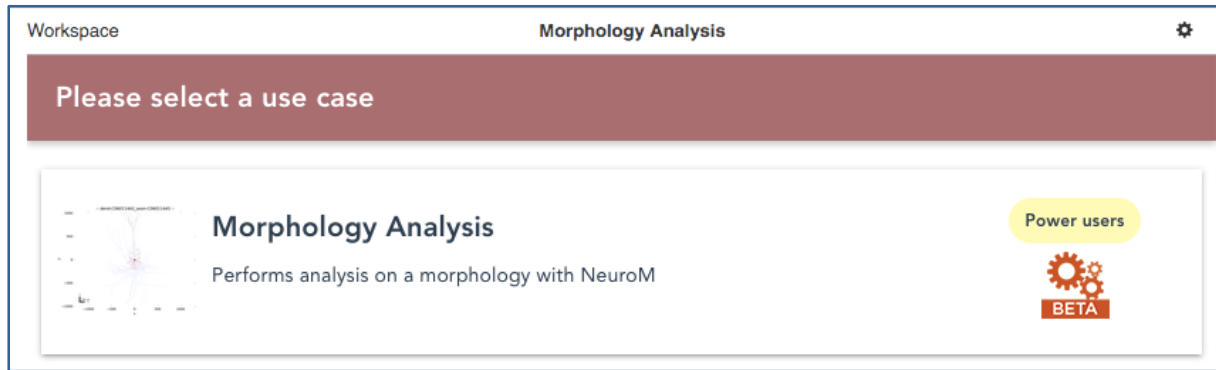 Workspace
Morphology Analysis
Please select a use case
Morphology Analysis
Performs analysis on a morphology with NeuroM
Power users
BETA